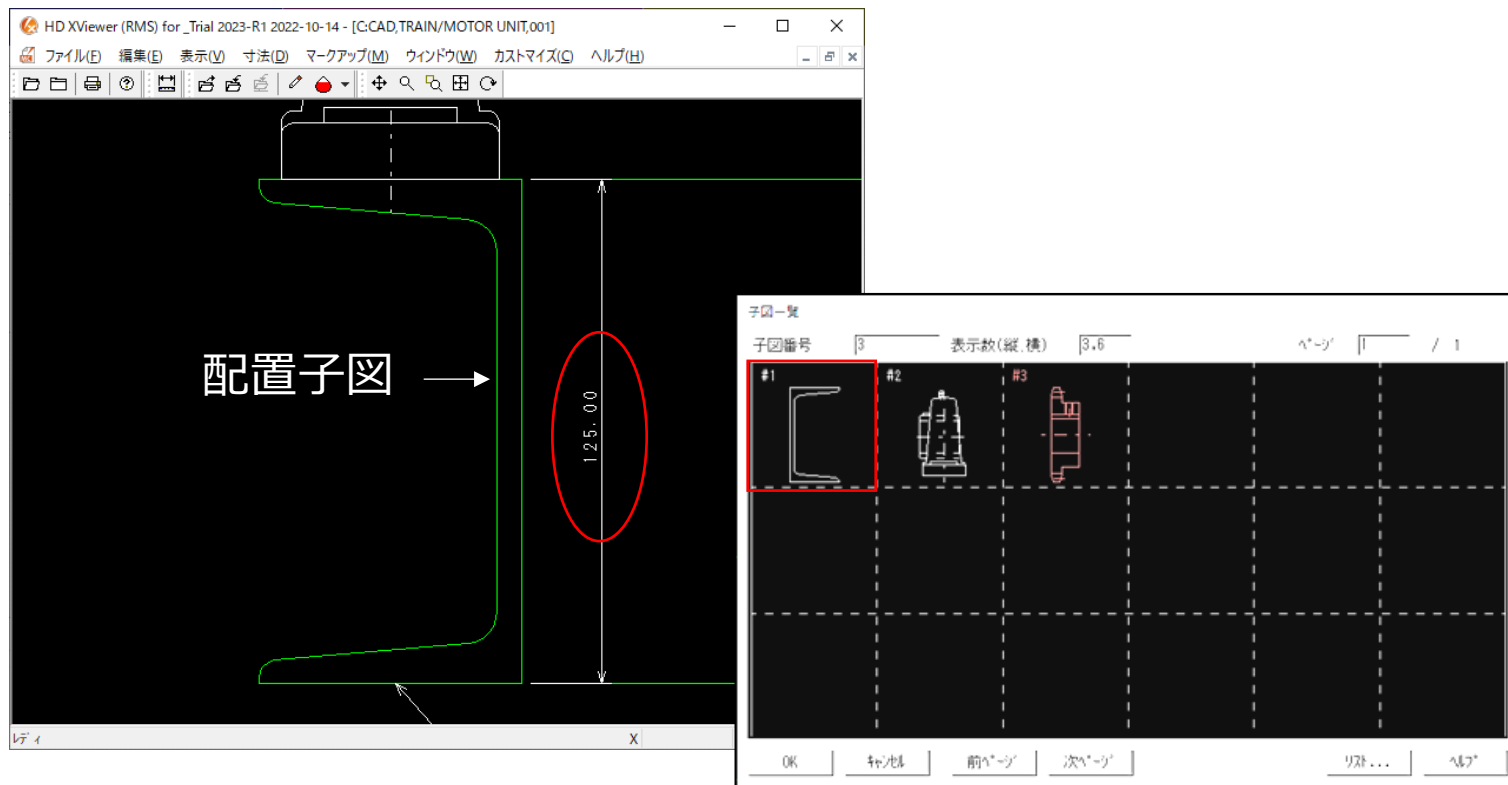 HD XViewer (RMS) for _Trial 2023-R1 2022-10-14 - [C:CAD,TRAIN/MOTOR UNIT,001]
ファイル(F) 編集(E) 表示(V) 寸法(D) マークアップ(M) ウィンドウ(W) カスタマイズ(C) ヘルプ(H)
配置子図
125.00
ﾚﾃﾞｨ X
子図一覧
子図番号 3 表示数(縦,横) 3,6 ﾍﾟｰｼﾞ 1 / 1
#1 #2 #3
OK ｷｬﾝｾﾙ 前ﾍﾟｰｼﾞ 次ﾍﾟｰｼﾞ ﾘｽﾄ... ﾍﾙﾌﾟ